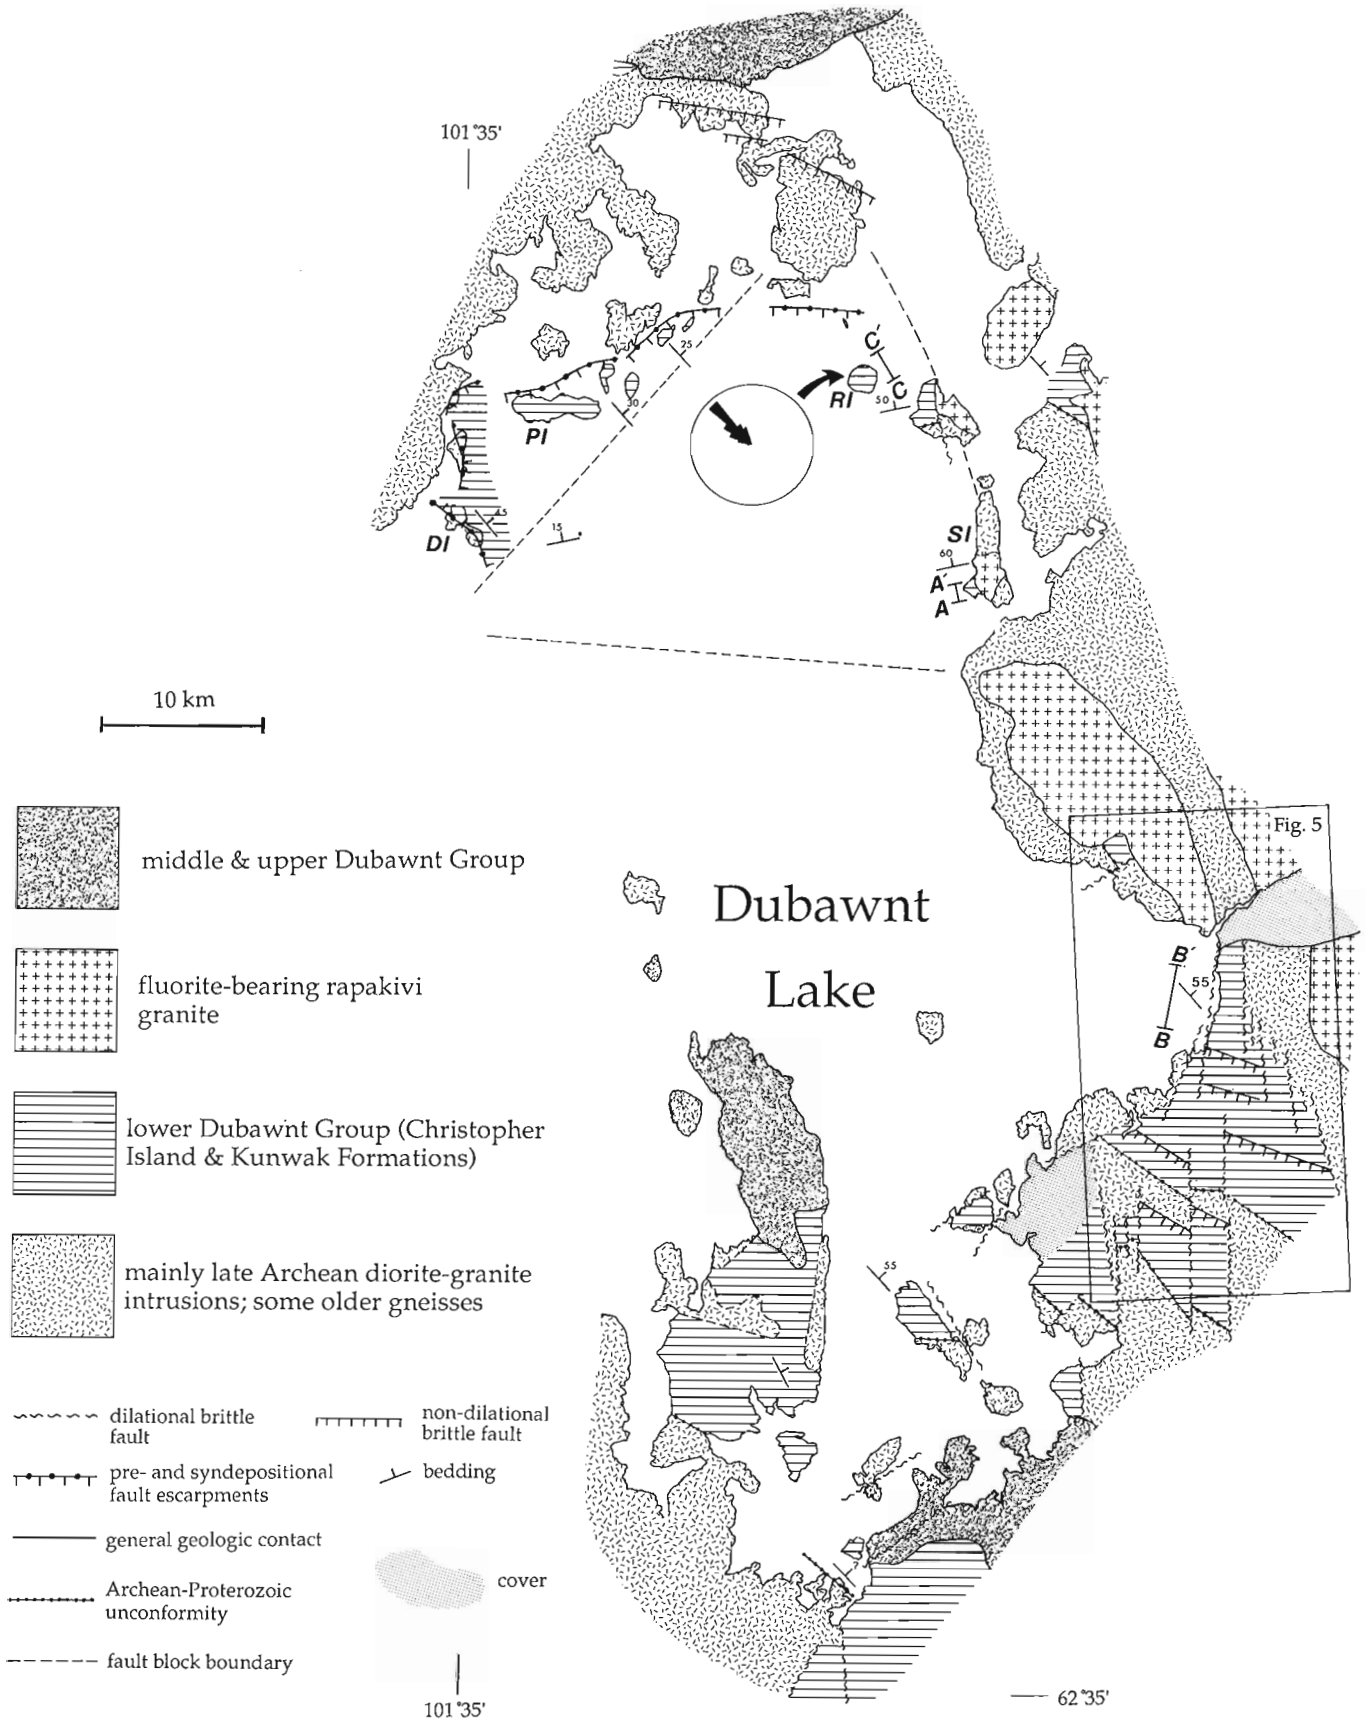 101°35'
25
30
PI
45
DI
15
C'
C
RI
50
SI
60
A'
A
10 km
Fig. 5
middle & upper Dubawnt Group
fluorite-bearing rapakivi
granite
lower Dubawnt Group (Christopher
Island & Kunwak Formations)
mainly late Archean diorite-granite
intrusions; some older gneisses
Dubawnt
Lake
B'
55
B
55
dilational brittle
fault
non-dilational
brittle fault
pre- and syndepositional
fault escarpments
bedding
general geologic contact
Archean-Proterozoic
unconformity
cover
fault block boundary
101°35'
62°35'